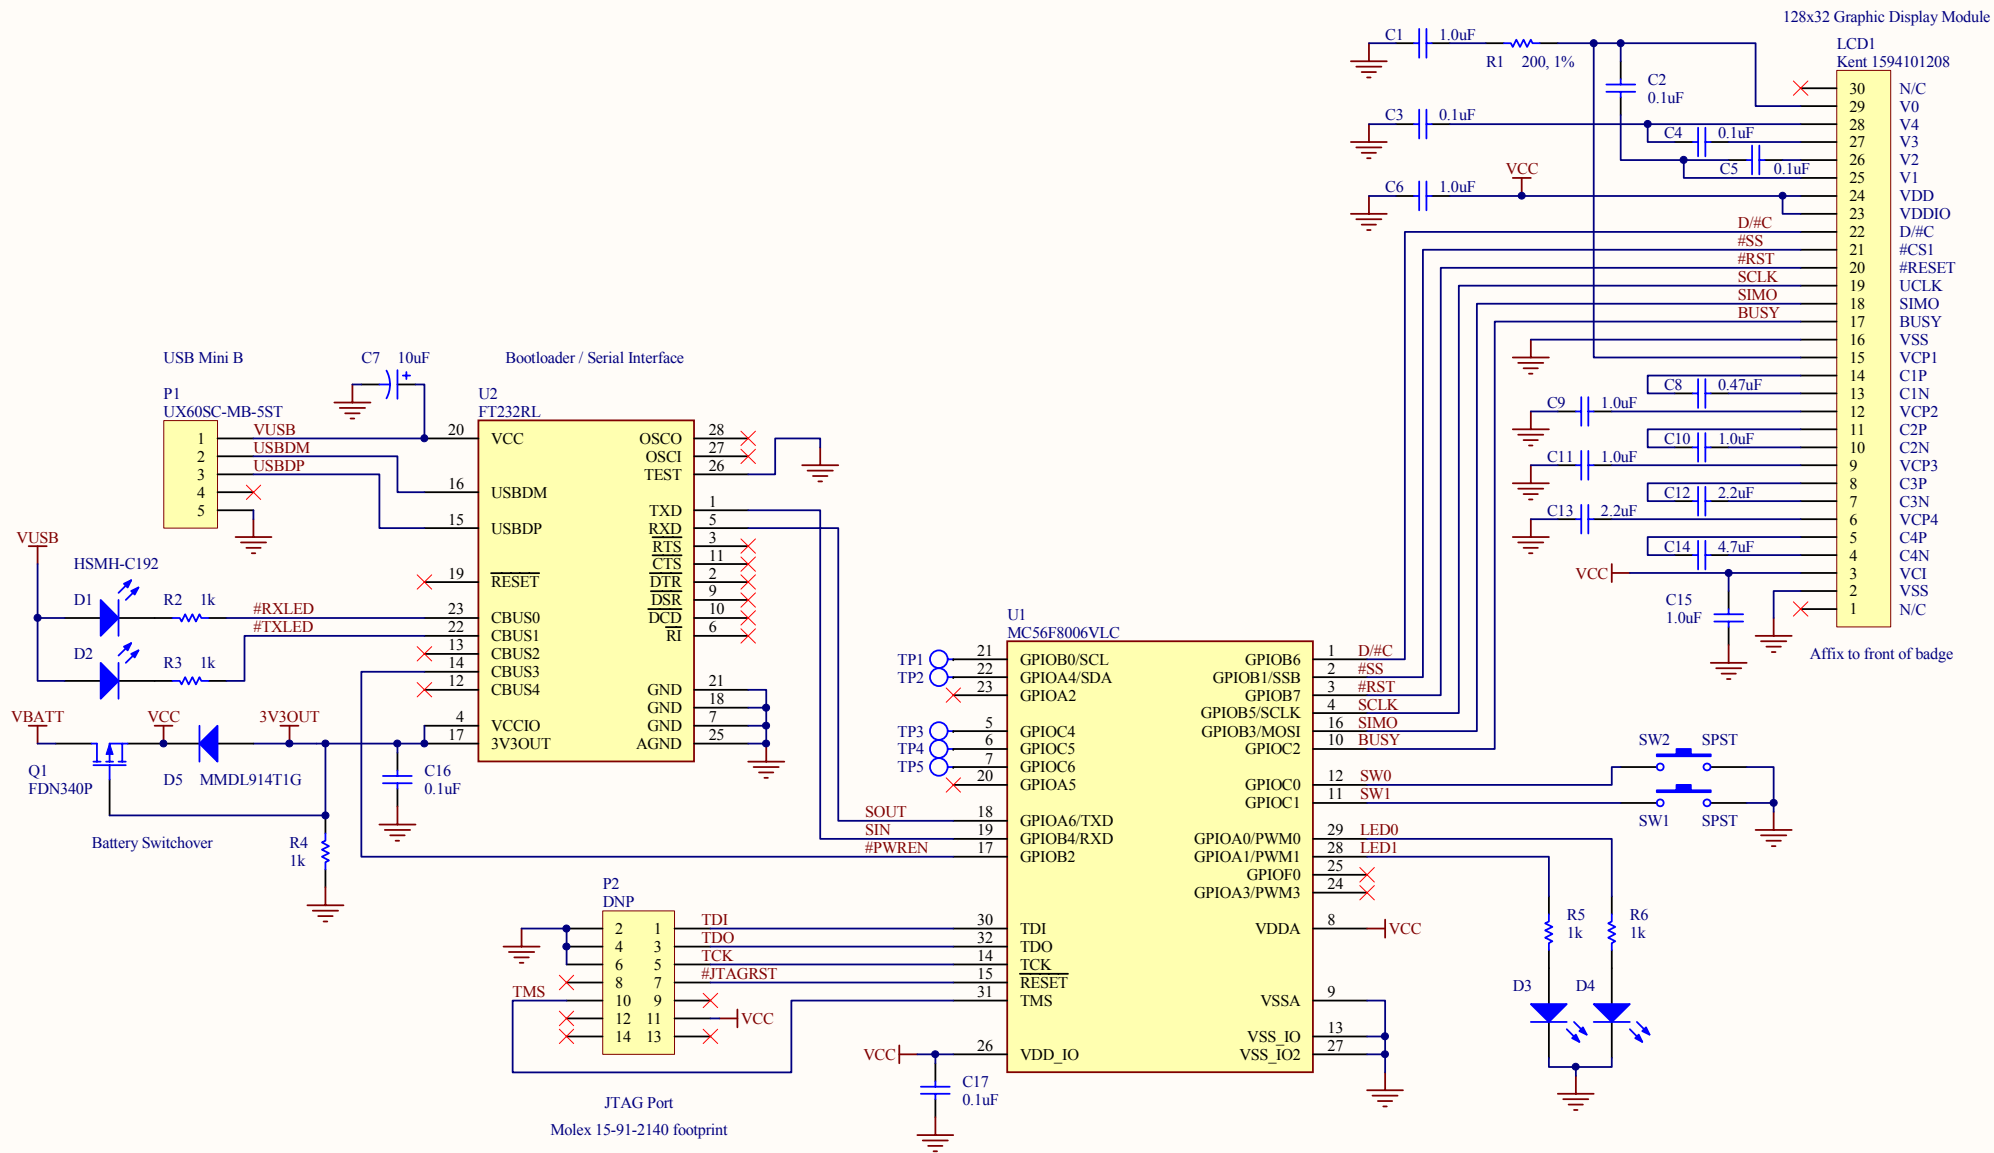 128x32 Graphic Display Module
LCD1
Kent 1594101208
C1 1.0uF
R1 200, 1%
C2
0.1uF
C3 0.1uF
C4 0.1uF
C5 0.1uF
C6 1.0uF
VCC
D/#C
#SS
#RST
SCLK
SIMO
BUSY
30 N/C
29 V0
28 V4
27 V3
26 V2
25 V1
24 VDD
23 VDDIO
22 D/#C
21 #CS1
20 #RESET
19 UCLK
18 SIMO
17 BUSY
16 VSS
15 VCP1
14 C1P
13 C1N
12 VCP2
11 C2P
10 C2N
9 VCP3
8 C3P
7 C3N
6 VCP4
5 C4P
4 C4N
3 VCI
2 VSS
1 N/C
C8 0.47uF
C9 1.0uF
C10 1.0uF
C11 1.0uF
C12 2.2uF
C13 2.2uF
C14 4.7uF
VCC
C15
1.0uF
Affix to front of badge
USB Mini B
P1
UX60SC-MB-5ST
1 VUSB
2 USBDM
3 USBDP
4
5
C7 10uF
Bootloader / Serial Interface
U2
FT232RL
20 VCC
16 USBDM
15 USBDP
19 RESET
23 CBUS0
22 CBUS1
13 CBUS2
14 CBUS3
12 CBUS4
4 VCCIO
17 3V3OUT
OSCO 28
OSCI 27
TEST 26
TXD 1
RXD 5
RTS 3
CTS 11
DTR 2
DSR 9
DCD 10
RI 6
GND 21
GND 18
GND 7
AGND 25
VUSB
HSMH-C192
D1 R2 1k #RXLED
#TXLED
D2 R3 1k
VBATT VCC 3V3OUT
Q1
FDN340P
D5 MMDL914T1G
C16
0.1uF
Battery Switchover
R4
1k
SOUT
SIN
#PWREN
U1
MC56F8006VLC
TP1 21 GPIOB0/SCL
TP2 22 GPIOA4/SDA
23 GPIOA2
TP3 5 GPIOC4
TP4 6 GPIOC5
TP5 7 GPIOC6
20 GPIOA5
18 GPIOA6/TXD
19 GPIOB4/RXD
17 GPIOB2
30 TDI
32 TDO
14 TCK
15 RESET
31 TMS
26 VDD_IO
GPIOB6 1 D/#C
GPIOB1/SSB 2 #SS
GPIOB7 3 #RST
GPIOB5/SCLK 4 SCLK
GPIOB3/MOSI 16 SIMO
GPIOC2 10 BUSY
GPIOC0 12 SW0
GPIOC1 11 SW1
GPIOA0/PWM0 29 LED0
GPIOA1/PWM1 28 LED1
GPIOF0 25
GPIOA3/PWM3 24
VDDA 8 VCC
VSSA 9
VSS_IO 13
VSS_IO2 27
SW2 SPST
SW1 SPST
R5
1k
R6
1k
D3 D4
P2
DNP
2 1 TDI
4 3 TDO
6 5 TCK
8 7 #JTAGRST
TMS 10 9
12 11 VCC
14 13
VCC
C17
0.1uF
JTAG Port
Molex 15-91-2140 footprint